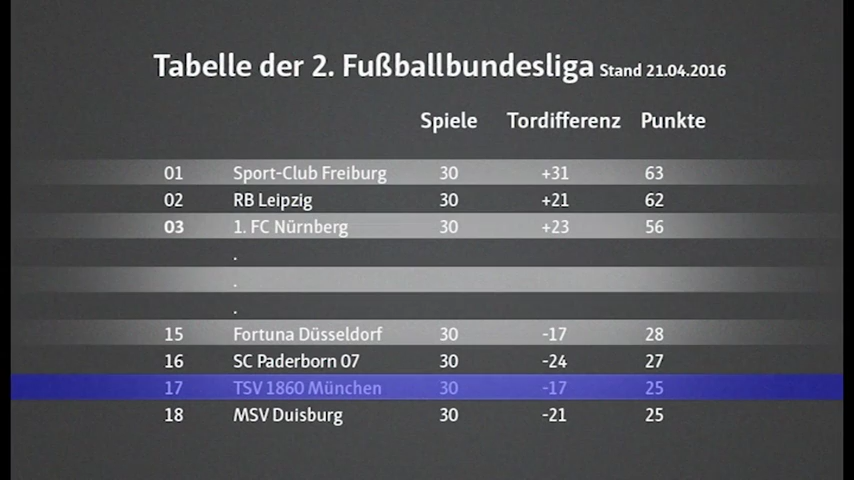 Tabelle der 2. Fußballbundesliga Stand 21.04.2016
Spiele Tordifferenz Punkte
01 Sport-Club Freiburg 30 +31 63
02 RB Leipzig 30 +21 62
03 1. FC Nürnberg 30 +23 56
.
.
.
15 Fortuna Düsseldorf 30 -17 28
16 SC Paderborn 07 30 -24 27
17 TSV 1860 München 30 -17 25
18 MSV Duisburg 30 -21 25